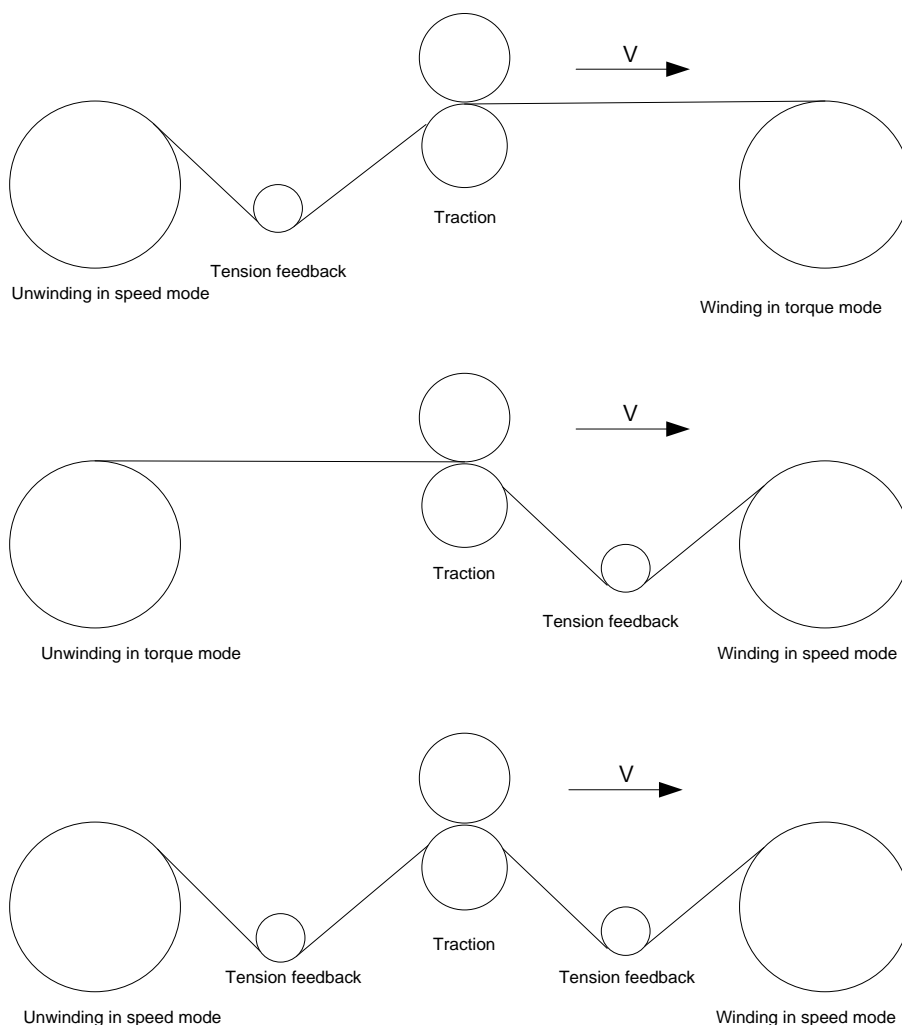 V
Traction
Tension feedback
Unwinding in speed mode
Winding in torque mode
V
Traction
Tension feedback
Unwinding in torque mode
Winding in speed mode
V
Traction
Tension feedback
Tension feedback
Unwinding in speed mode
Winding in speed mode